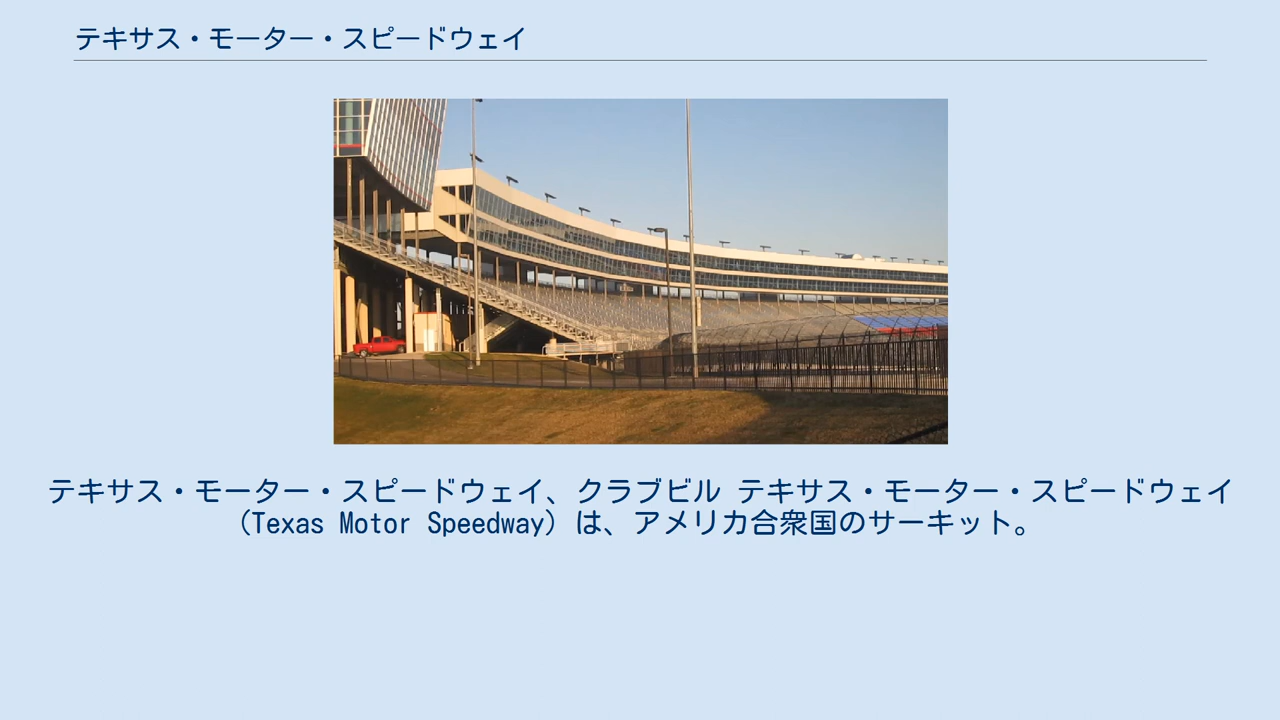 テキサス・モーター・スピードウェイ
テキサス・モーター・スピードウェイ、クラブビル テキサス・モーター・スピードウェイ
（Texas Motor Speedway）は、アメリカ合衆国のサーキット。